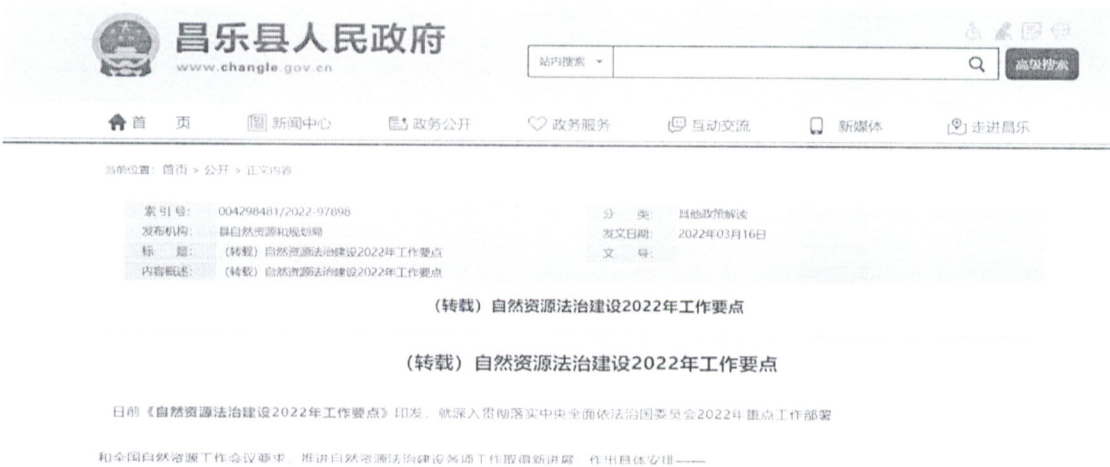 昌乐县人民政府
www.changle.gov.cn
站内搜索
高级搜索
首 页 新闻中心 政务公开 政务服务 互动交流 新媒体 走进昌乐
当前位置：首页 > 公开 > 正文内容
索引号： 004298481/2022-97898 分 类： 其他政策解读
发布机构： 县自然资源和规划局 发文日期： 2022年03月16日
标 题： （转载）自然资源法治建设2022年工作要点 文 号：
内容概述： （转载）自然资源法治建设2022年工作要点
（转载）自然资源法治建设2022年工作要点
（转载）自然资源法治建设2022年工作要点
日前《自然资源法治建设2022年工作要点》印发，就深入贯彻落实中央全面依法治国委员会2022年重点工作部署
和全国自然资源工作会议要求，推进自然资源法治建设各项工作取得新进展，作出具体安排——